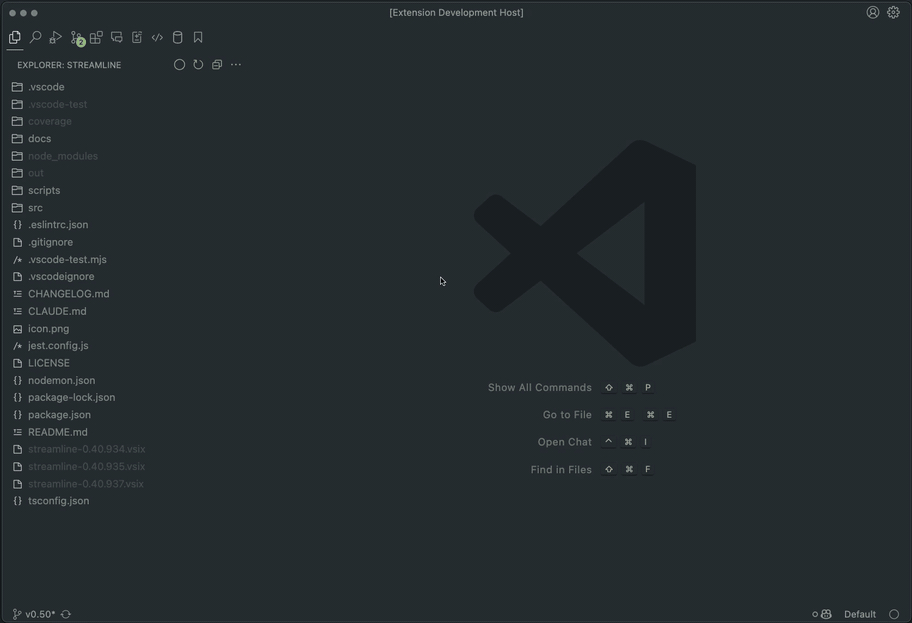 [Extension Development Host]
2
EXPLORER: STREAMLINE
.vscode
.vscode-test
coverage
docs
node_modules
out
scripts
src
{} .eslintrc.json
.gitignore
/* .vscode-test.mjs
.vscodeignore
CHANGELOG.md
CLAUDE.md
icon.png
/* jest.config.js
LICENSE
{} nodemon.json
{} package-lock.json
{} package.json
README.md
streamline-0.40.934.vsix
streamline-0.40.935.vsix
streamline-0.40.937.vsix
{} tsconfig.json
Show All Commands ⇧ ⌘ P
Go to File ⌘ E ⌘ E
Open Chat ^ ⌘ I
Find in Files ⇧ ⌘ F
v0.50*
Default